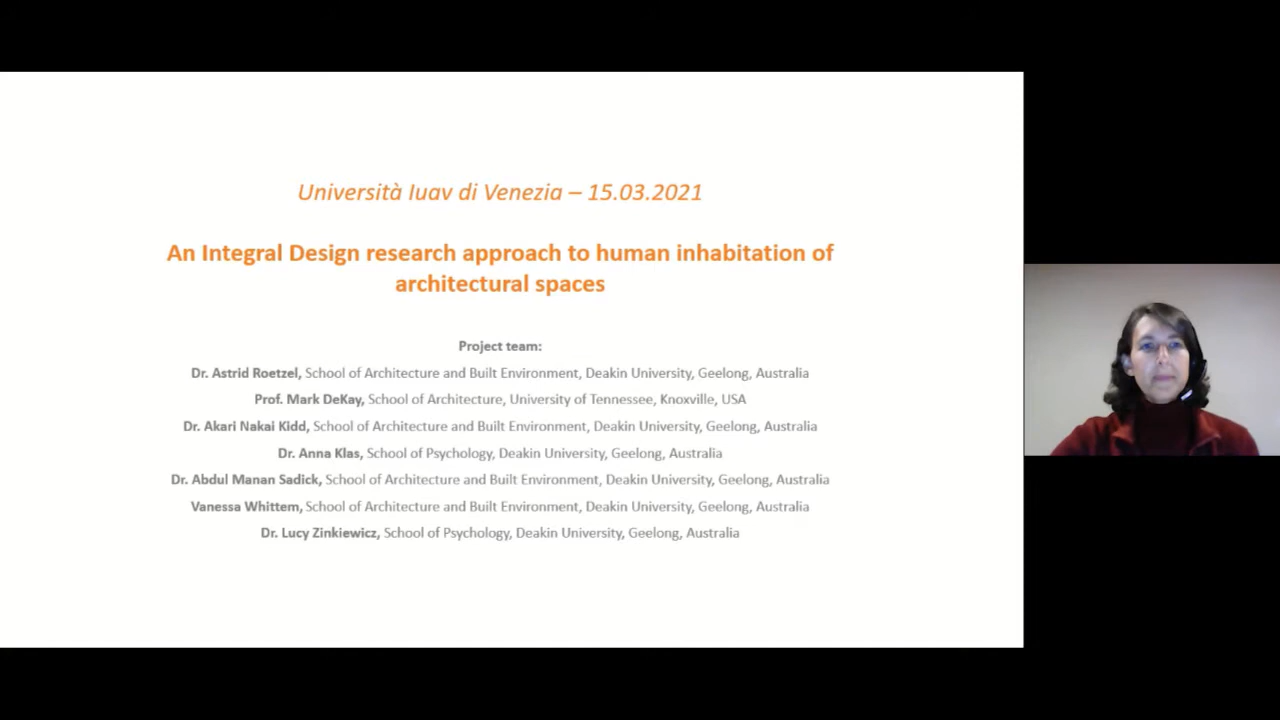 Università Iuav di Venezia – 15.03.2021
An Integral Design research approach to human inhabitation of
architectural spaces
Project team:
Dr. Astrid Roetzel, School of Architecture and Built Environment, Deakin University, Geelong, Australia
Prof. Mark DeKay, School of Architecture, University of Tennessee, Knoxville, USA
Dr. Akari Nakai Kidd, School of Architecture and Built Environment, Deakin University, Geelong, Australia
Dr. Anna Klas, School of Psychology, Deakin University, Geelong, Australia
Dr. Abdul Manan Sadick, School of Architecture and Built Environment, Deakin University, Geelong, Australia
Vanessa Whittem, School of Architecture and Built Environment, Deakin University, Geelong, Australia
Dr. Lucy Zinkiewicz, School of Psychology, Deakin University, Geelong, Australia